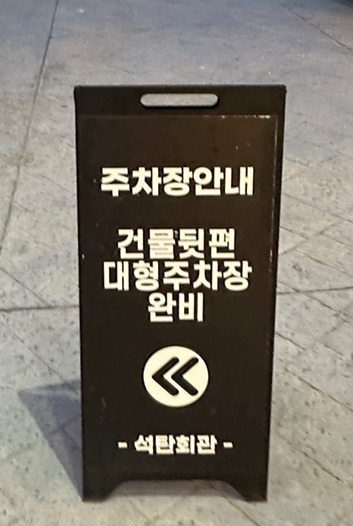 주차장안내
건물뒷편
대형주차장
완비
- 석탄회관 -